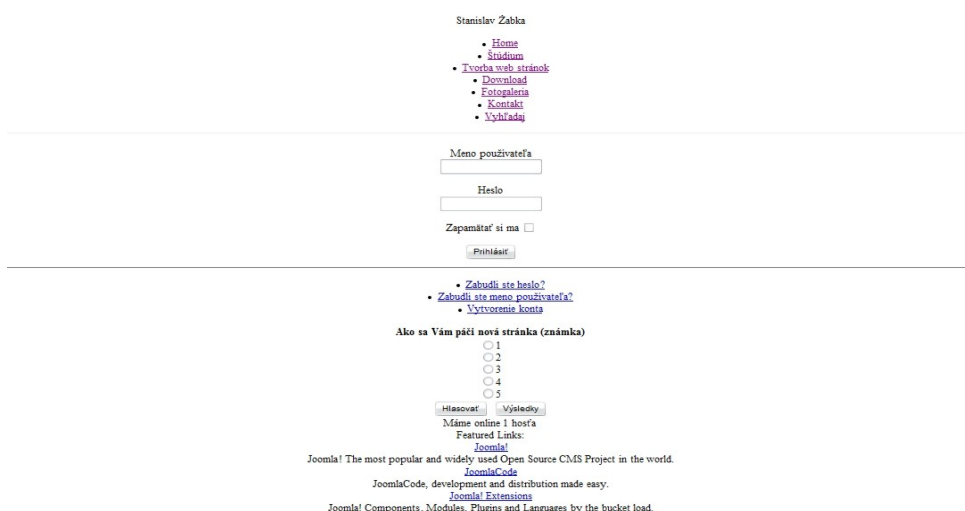 Stanislav Žabka
Home
Štúdium
Tvorba web stránok
Download
Fotogaleria
Kontakt
Vyhľadaj
Meno používateľa
Heslo
Zapamätať si ma
Prihlásiť
Zabudli ste heslo?
Zabudli ste meno používateľa?
Vytvorenie konta
Ako sa Vám páči nová stránka (známka)
1
2
3
4
5
Hlasovať Výsledky
Máme online 1 hosťa
Featured Links:
Joomla!
Joomla! The most popular and widely used Open Source CMS Project in the world.
JoomlaCode
JoomlaCode, development and distribution made easy.
Joomla! Extensions
Joomla! Components, Modules, Plugins and Languages by the bucket load.